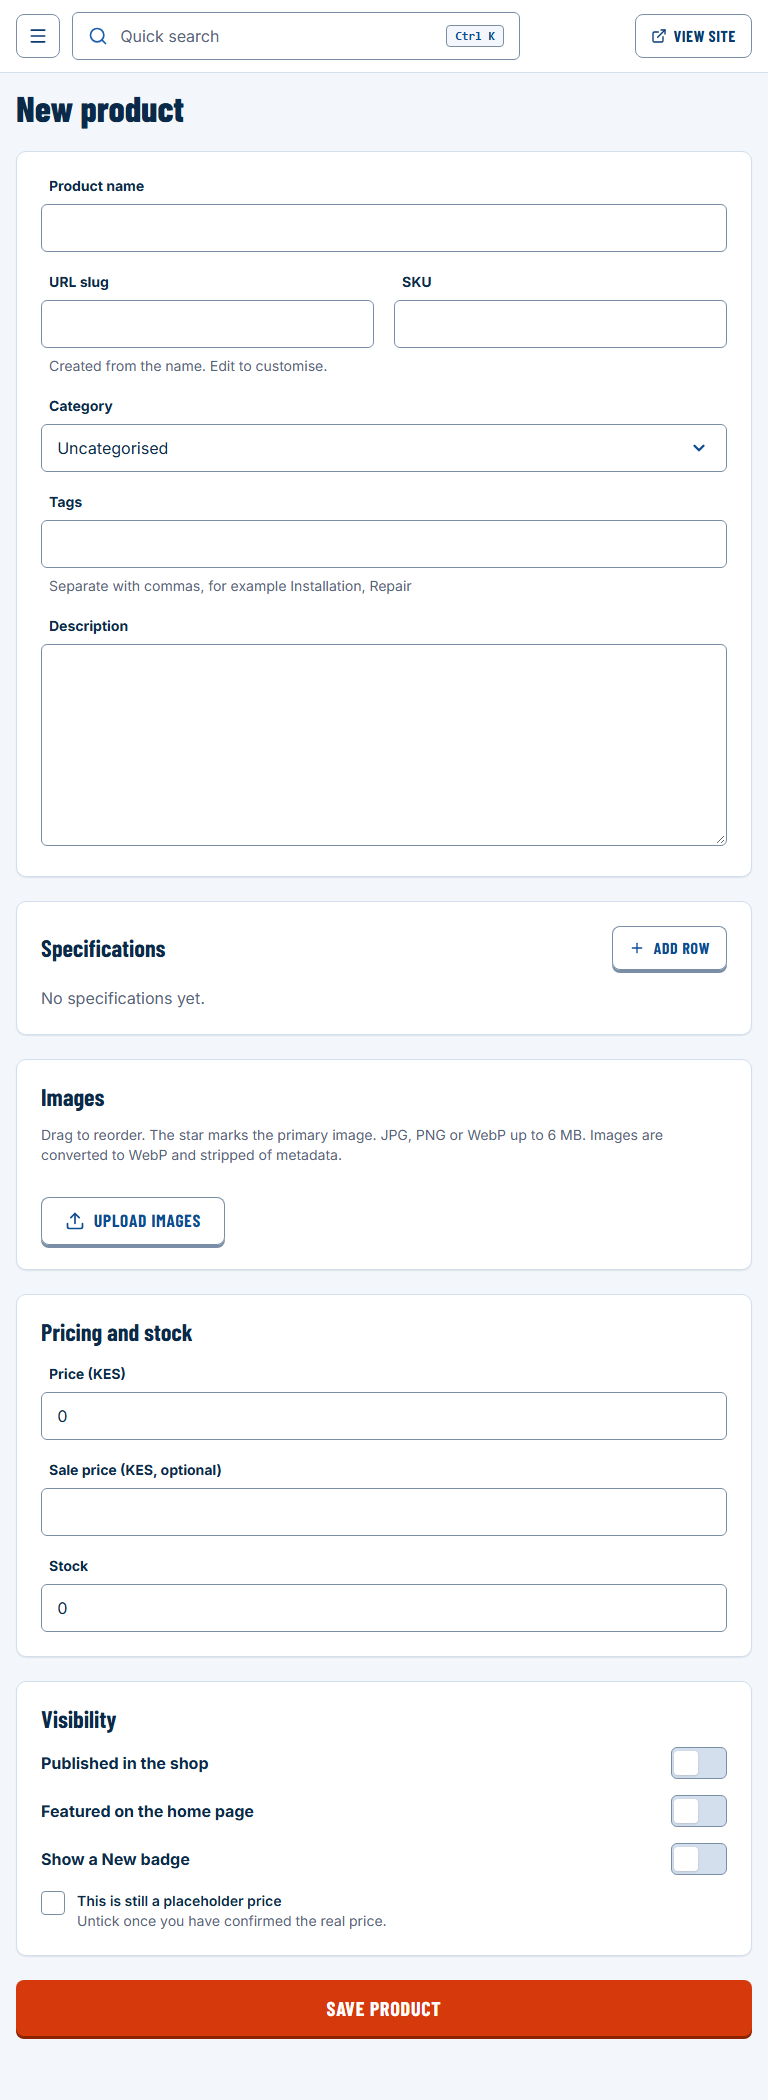 Quick search
Ctrl K
VIEW SITE
New product
Product name
URL slug
SKU
Created from the name. Edit to customise.
Category
Uncategorised
Tags
Separate with commas, for example Installation, Repair
Description
Specifications
ADD ROW
No specifications yet.
Images
Drag to reorder. The star marks the primary image. JPG, PNG or WebP up to 6 MB. Images are
converted to WebP and stripped of metadata.
UPLOAD IMAGES
Pricing and stock
Price (KES)
0
Sale price (KES, optional)
Stock
0
Visibility
Published in the shop
Featured on the home page
Show a New badge
This is still a placeholder price
Untick once you have confirmed the real price.
SAVE PRODUCT